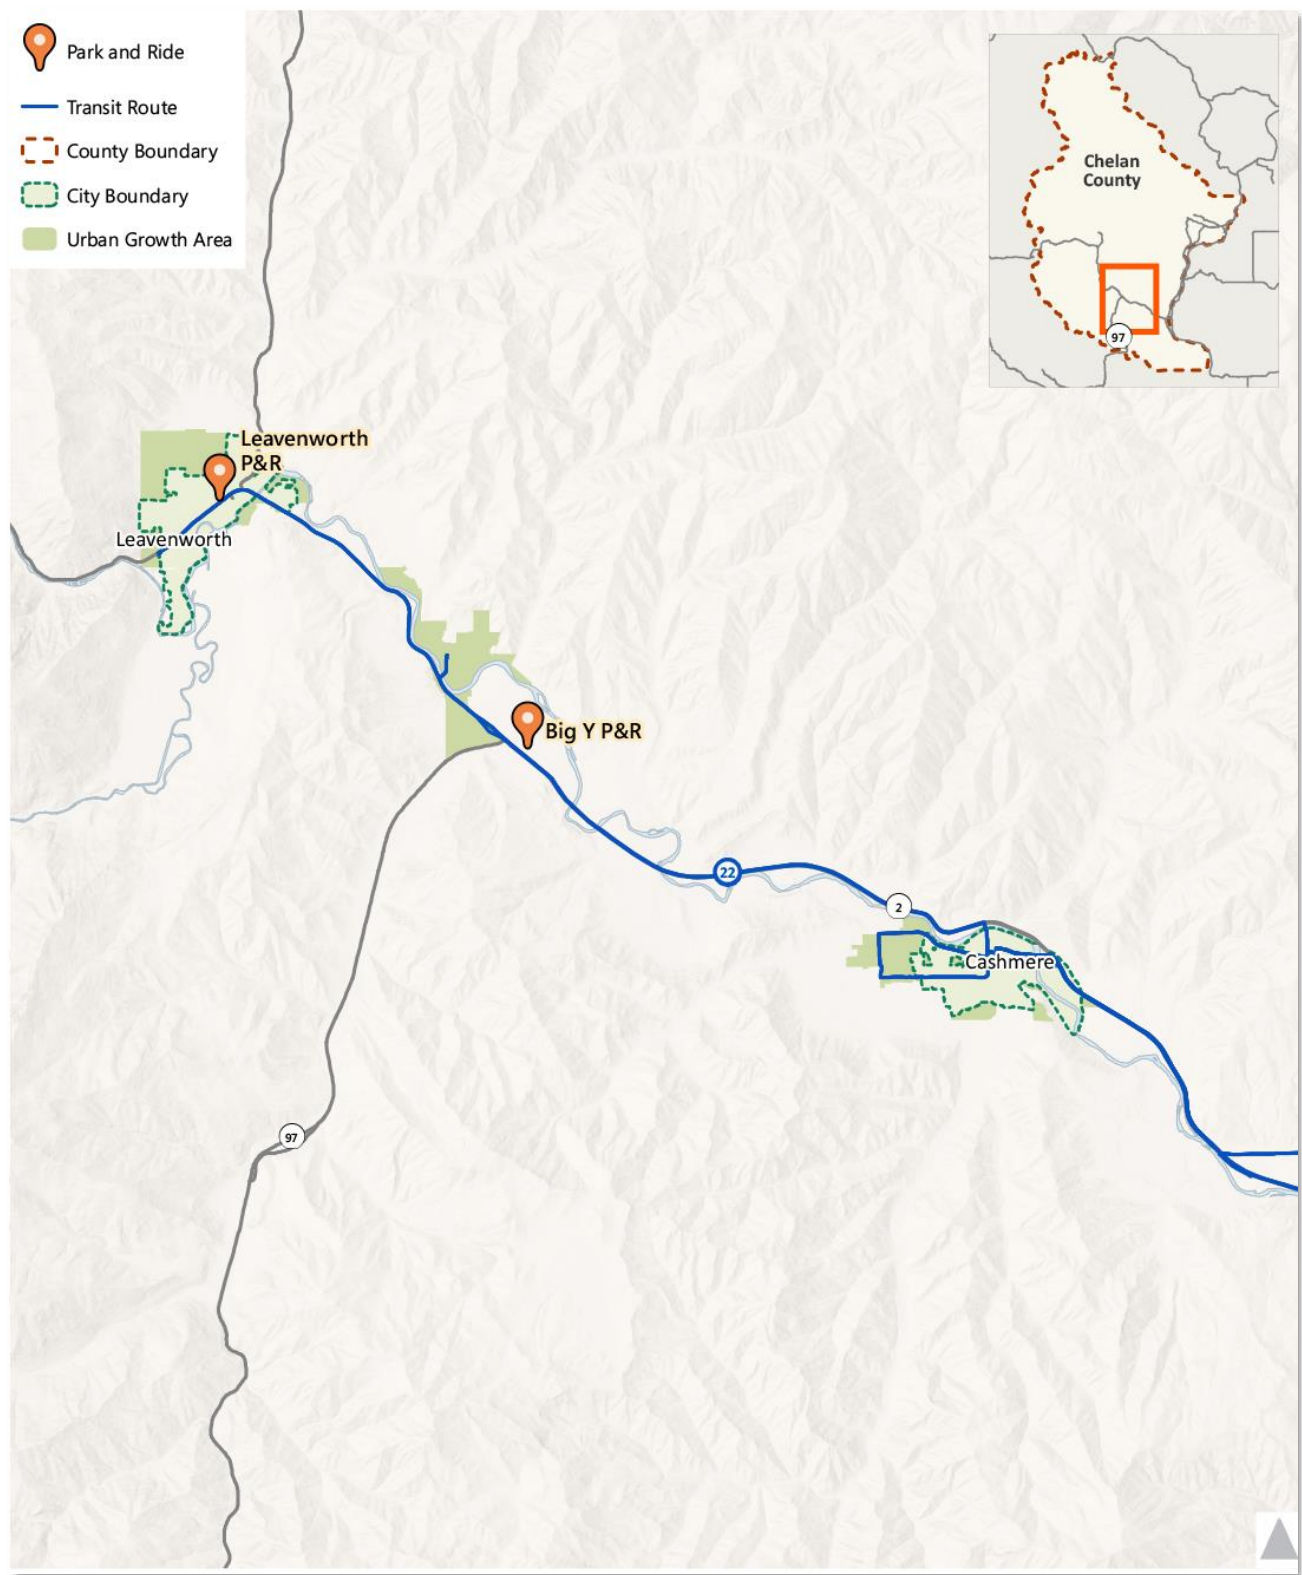 Park and Ride
Transit Route
County Boundary
City Boundary
Urban Growth Area
Chelan
County
97
Leavenworth
P&R
Leavenworth
Big Y P&R
22
2
Cashmere
97